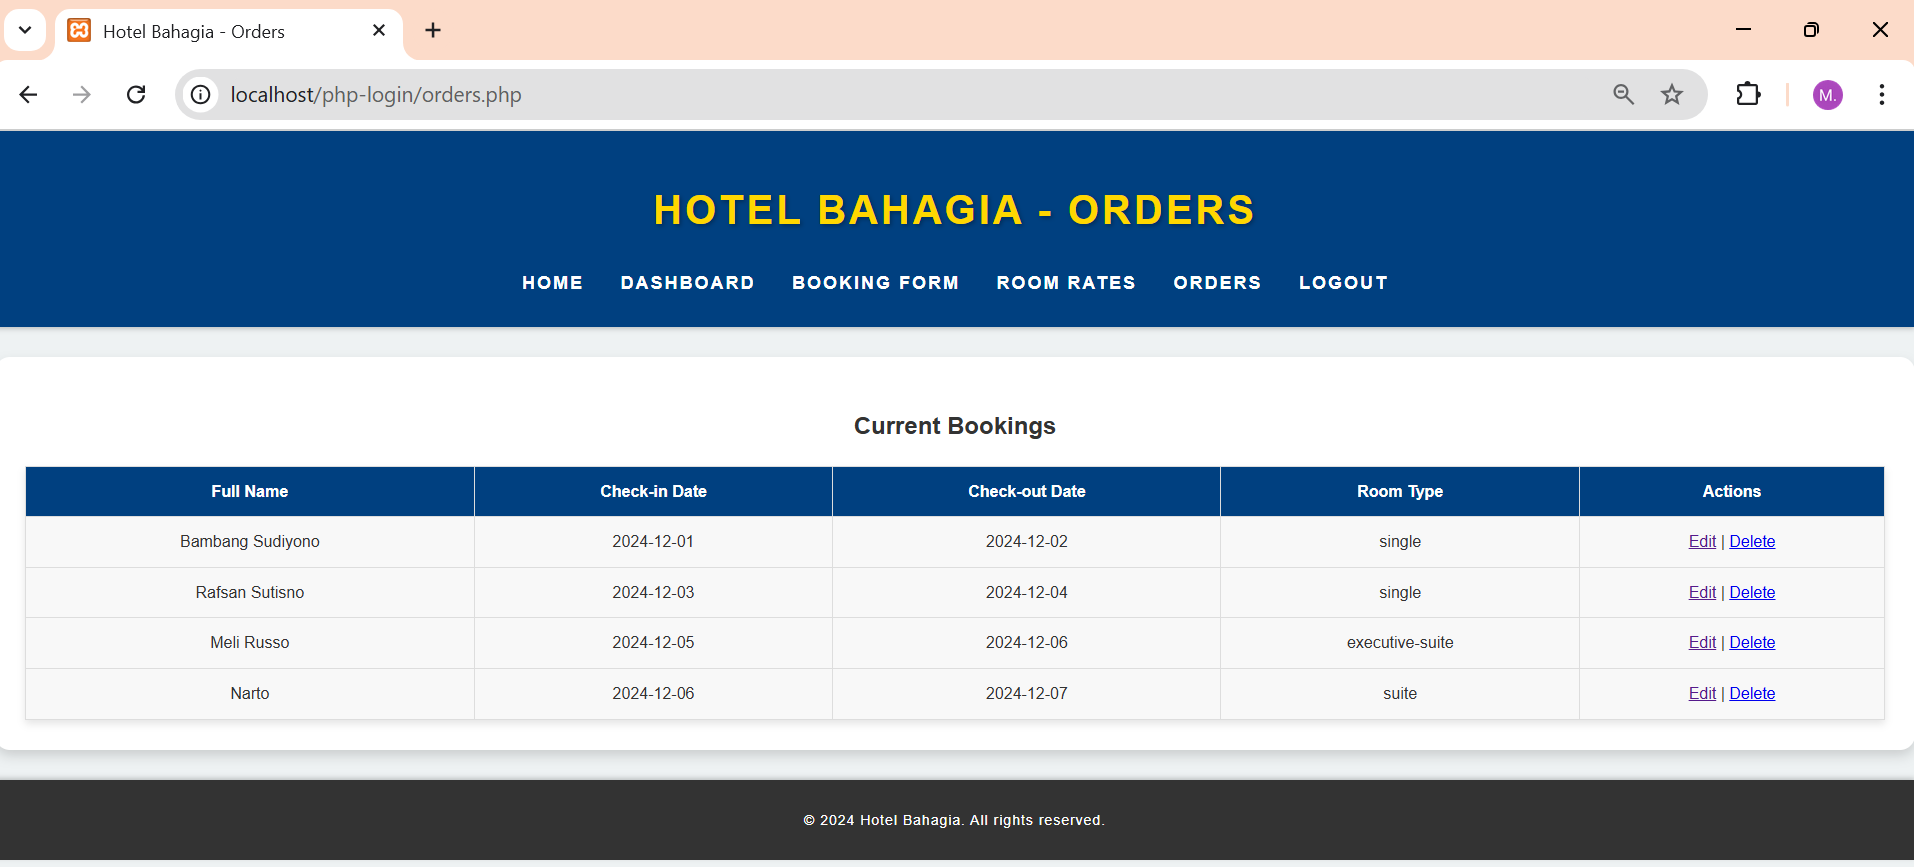 Hotel Bahagia - Orders
localhost/php-login/orders.php
M.
HOTEL BAHAGIA - ORDERS
HOME DASHBOARD BOOKING FORM ROOM RATES ORDERS LOGOUT
Current Bookings
Full Name Check-in Date Check-out Date Room Type Actions
Bambang Sudiyono 2024-12-01 2024-12-02 single Edit | Delete
Rafsan Sutisno 2024-12-03 2024-12-04 single Edit | Delete
Meli Russo 2024-12-05 2024-12-06 executive-suite Edit | Delete
Narto 2024-12-06 2024-12-07 suite Edit | Delete
© 2024 Hotel Bahagia. All rights reserved.